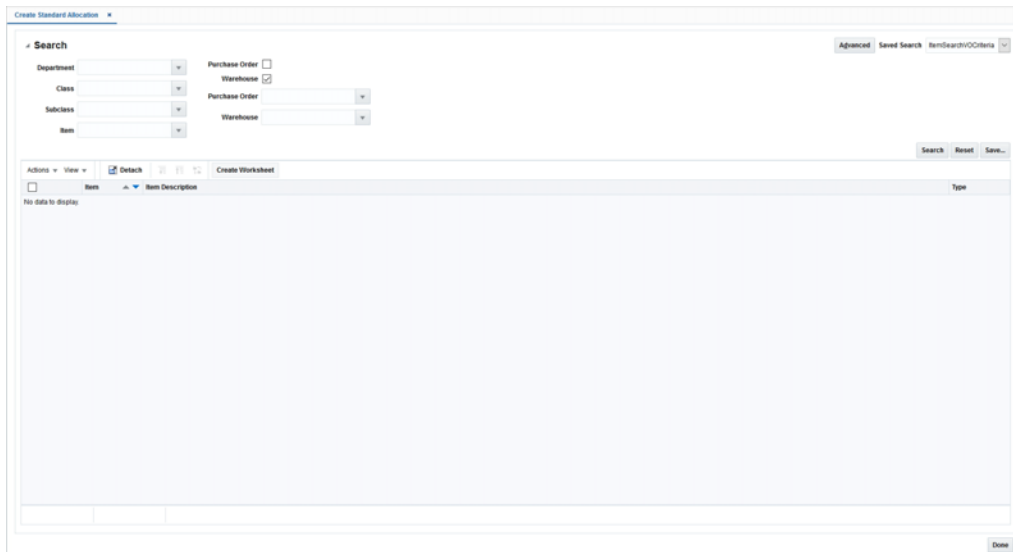 Create Standard Allocation ×
Search
Advanced Saved Search ItemSearchVOCriteria
Department
Purchase Order
Class
Warehouse
Subclass
Purchase Order
Item
Warehouse
Search Reset Save...
Actions View Detach Create Worksheet
Item Item Description Type
No data to display.
Done